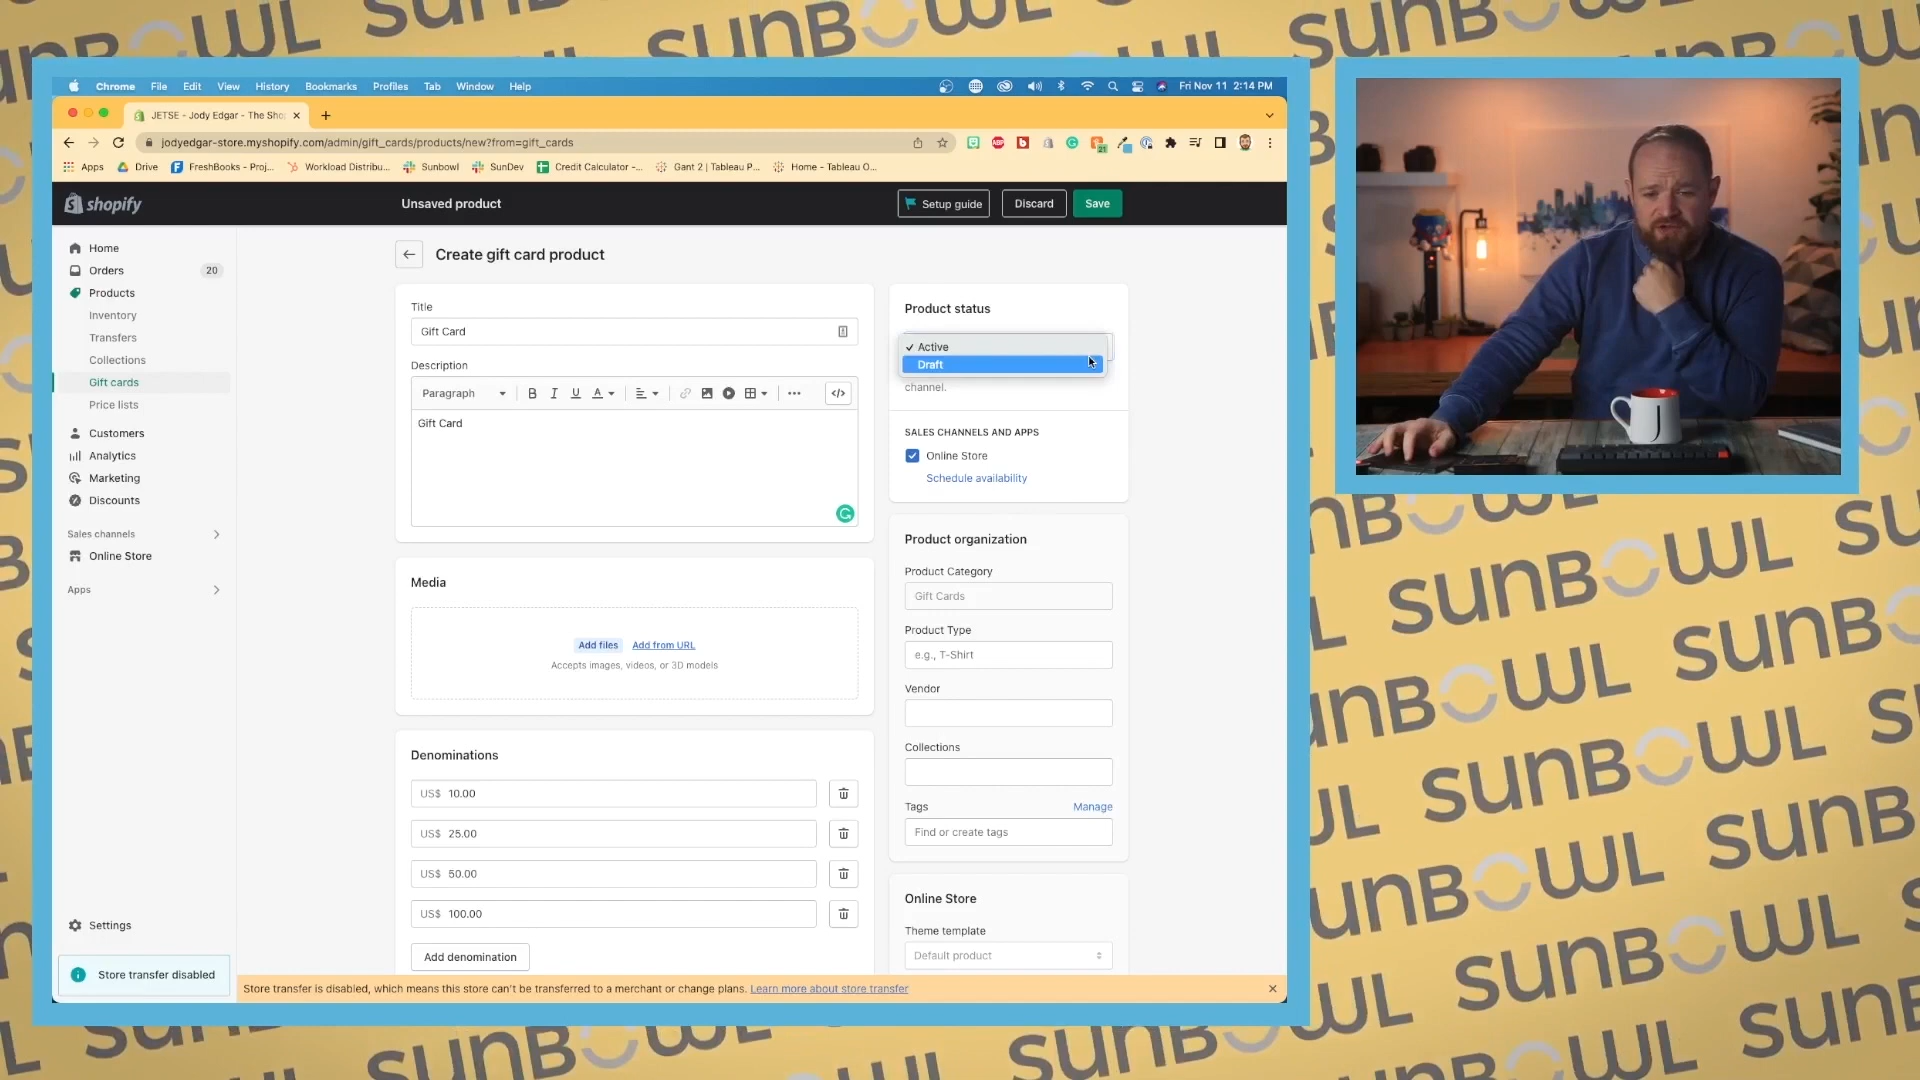 SUNBOWL
Chrome File Edit View History Bookmarks Profiles Tab Window Help
Fri Nov 11 2:14 PM
JETSE - Jody Edgar - The Sho
jodyedgar-store.myshopify.com/admin/gift_cards/products/new?from=gift_cards
21
Apps Drive FreshBooks - Proj... Workload Distribu... Sunbowl SunDev Credit Calculator -... Gant 2 | Tableau P... Home - Tableau O...
shopify
Unsaved product
Setup guide
Discard
Save
Home
Orders 20
Products
Inventory
Transfers
Collections
Gift cards
Price lists
Customers
Analytics
Marketing
Discounts
Sales channels
Online Store
Apps
Settings
Store transfer disabled
Create gift card product
Title
Gift Card
Description
Paragraph B I U A
Gift Card
Media
Add files Add from URL
Accepts images, videos, or 3D models
Denominations
US$ 10.00
US$ 25.00
US$ 50.00
US$ 100.00
Add denomination
Product status
Active
Draft
channel.
SALES CHANNELS AND APPS
Online Store
Schedule availability
Product organization
Product Category
Gift Cards
Product Type
e.g., T-Shirt
Vendor
Collections
Tags Manage
Find or create tags
Online Store
Theme template
Default product
Store transfer is disabled, which means this store can't be transferred to a merchant or change plans. Learn more about store transfer